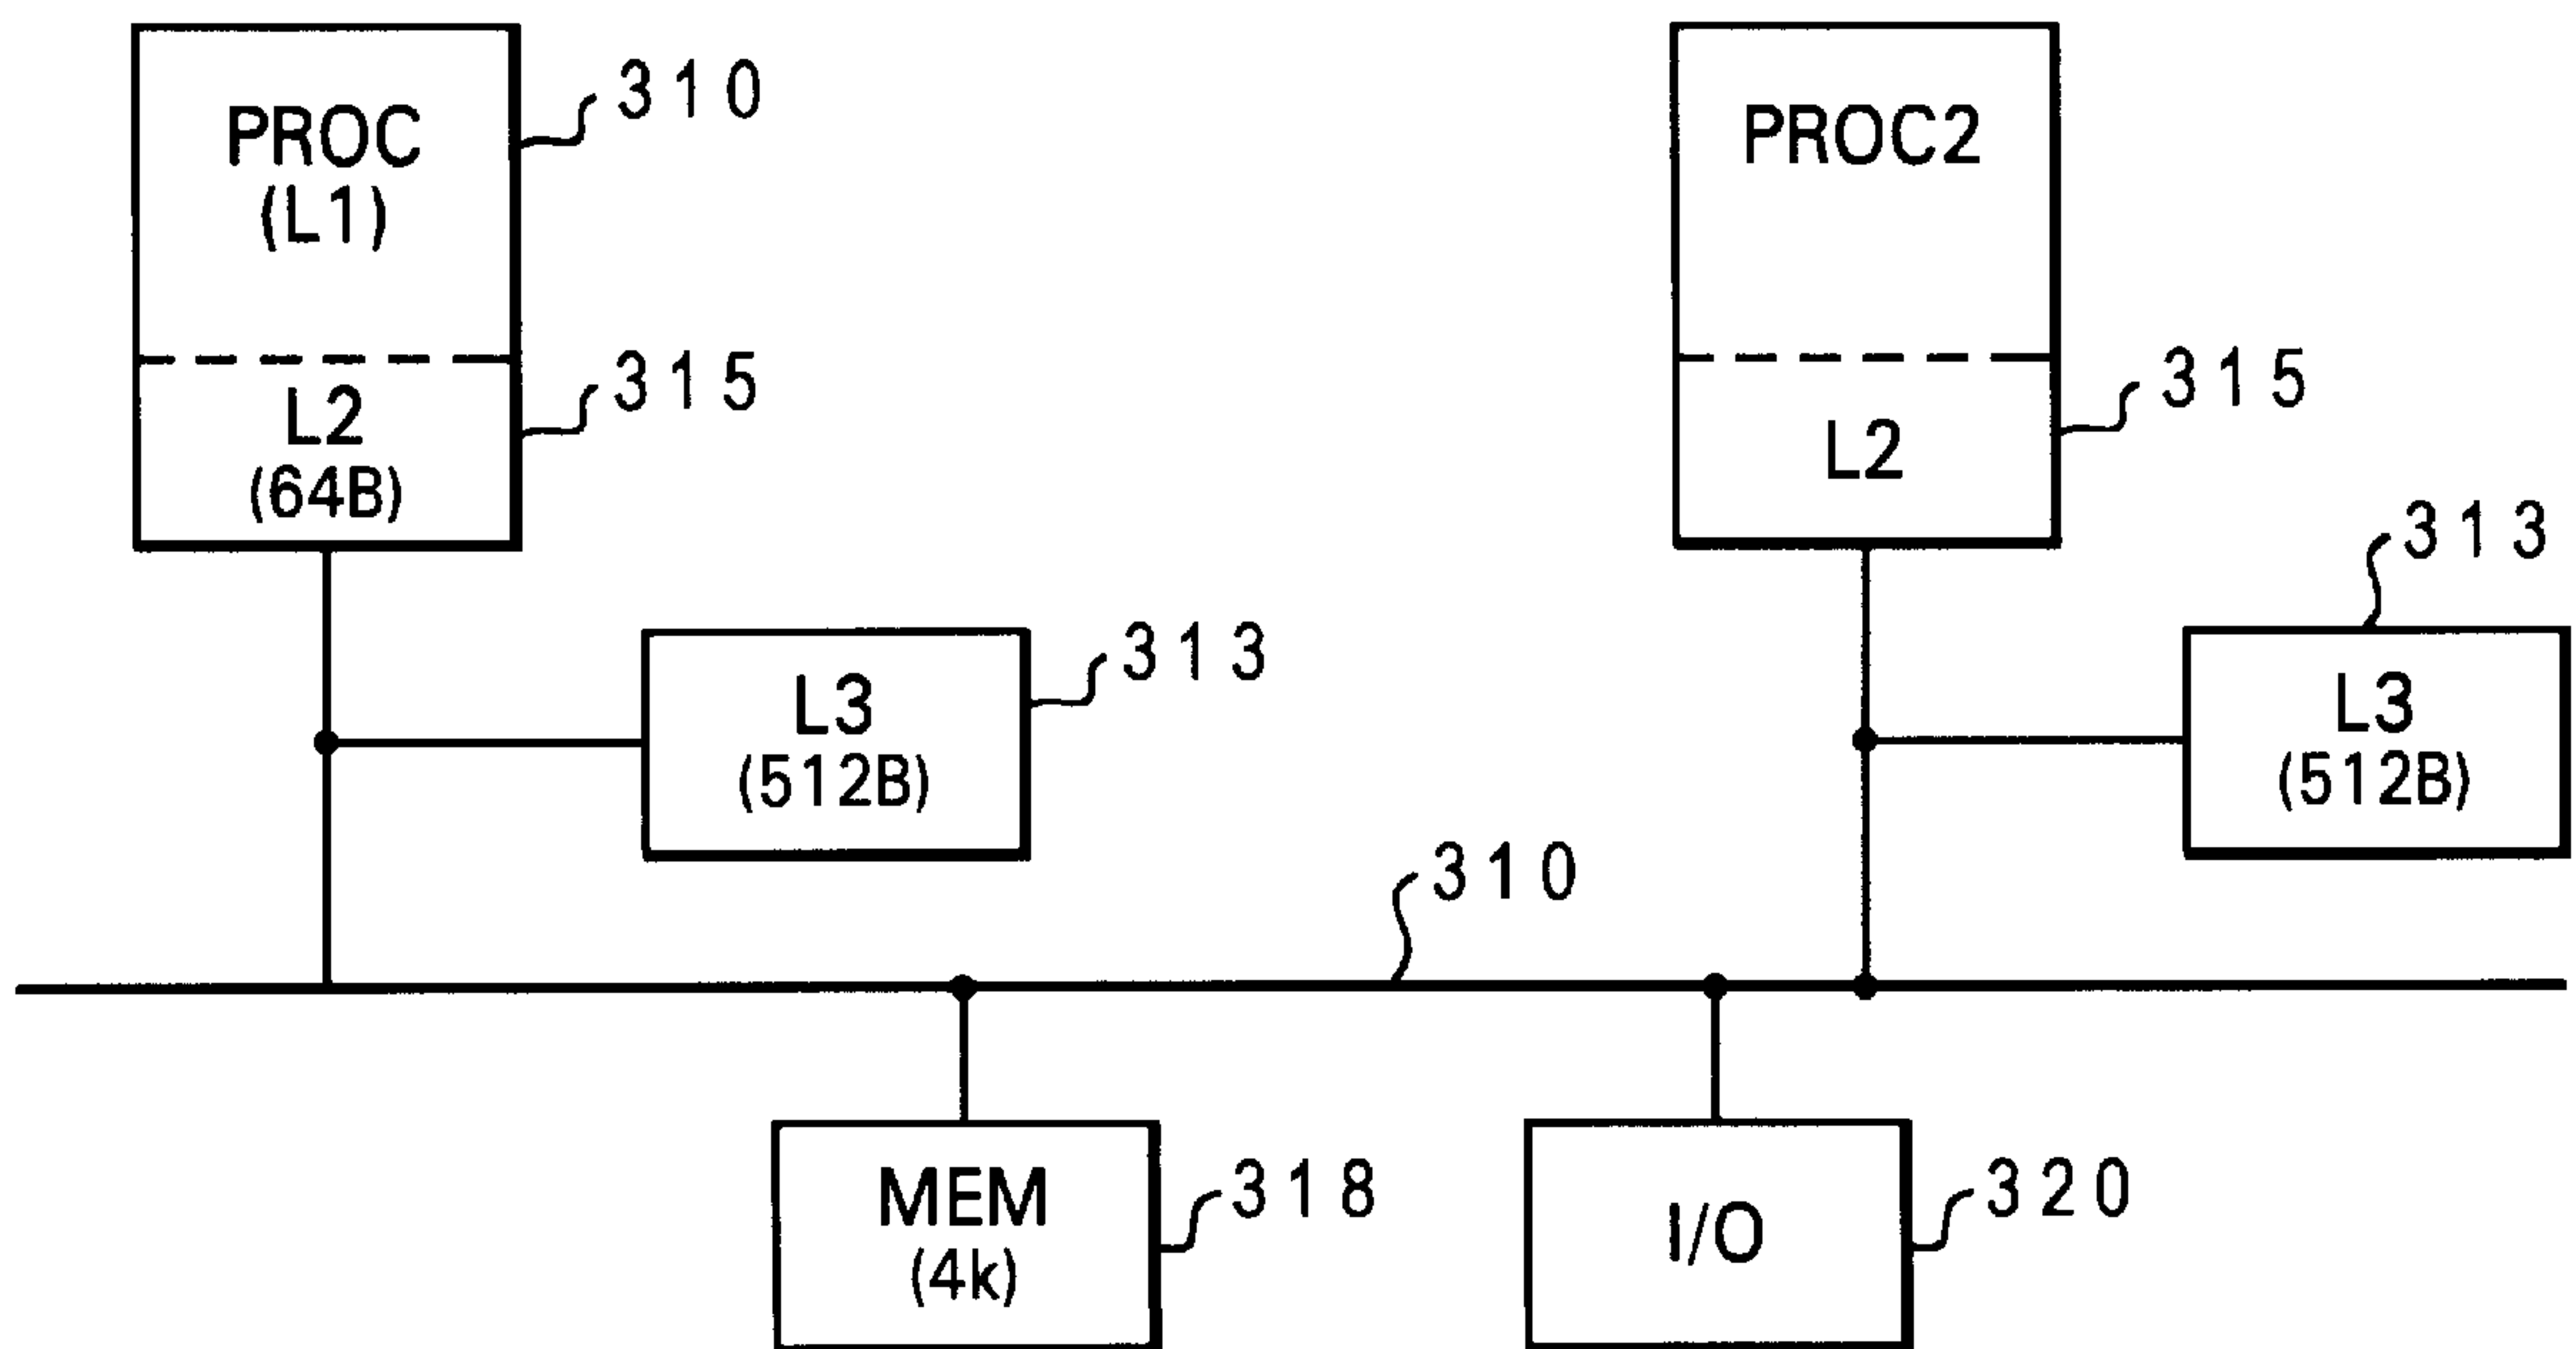 PROC
(L1)
310
L2
(64B)
315
PROC2
L2
315
L3
(512B)
313
L3
(512B)
313
310
MEM
(4k)
318
I/O
320